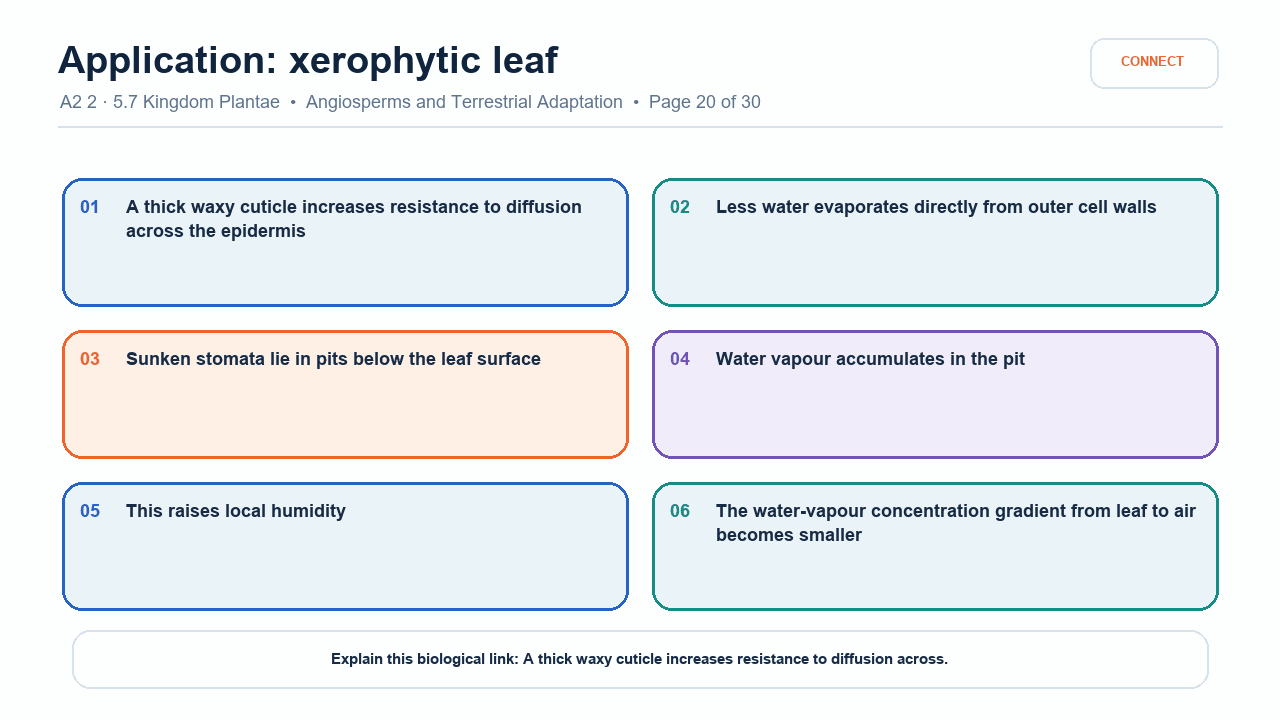 Application: xerophytic leaf
CONNECT
A2 2 · 5.7 Kingdom Plantae • Angiosperms and Terrestrial Adaptation • Page 20 of 30
01 A thick waxy cuticle increases resistance to diffusion
across the epidermis
02 Less water evaporates directly from outer cell walls
03 Sunken stomata lie in pits below the leaf surface
04 Water vapour accumulates in the pit
05 This raises local humidity
06 The water-vapour concentration gradient from leaf to air
becomes smaller
Explain this biological link: A thick waxy cuticle increases resistance to diffusion across.